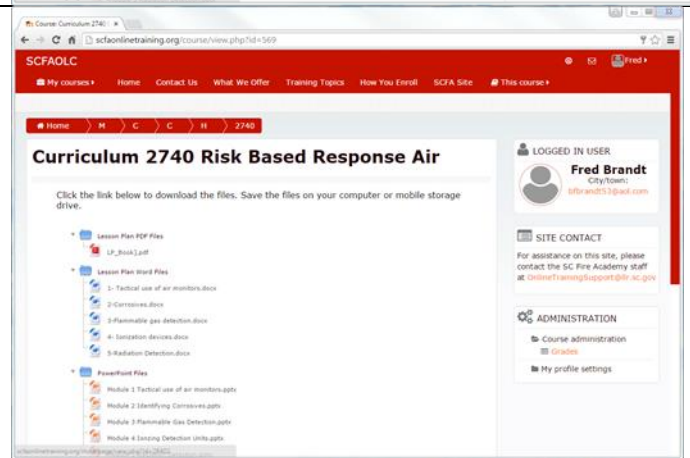 Course: Curriculum 2740
scfaonlinetraining.org/course/view.php?id=569
SCFAOLC
Fred
My courses
Home
Contact Us
What We Offer
Training Topics
How You Enroll
SCFA Site
This course
Home
M
C
C
H
2740
Curriculum 2740 Risk Based Response Air
Click the link below to download the files. Save the files on your computer or mobile storage
drive.
Lesson Plan PDF Files
LP_Book].pdf
Lesson Plan Word Files
1- Tactical use of air monitors.docx
2-Corrosives.docx
3-Flammable gas detection.docx
4- Ionization devices.docx
5-Radiation Detection.docx
PowerPoint Files
Module 1 Tactical use of air monitors.pptx
Module 2 Identifying Corrosives.pptx
Module 3 Flammable Gas Detection.pptx
Module 4 Ionzing Detection Units.pptx
LOGGED IN USER
Fred Brandt
City/town:
bfbrandt53@aol.com
SITE CONTACT
For assistance on this site, please
contact the SC Fire Academy staff
at OnlineTrainingSupport@llr.sc.gov
ADMINISTRATION
Course administration
Grades
My profile settings